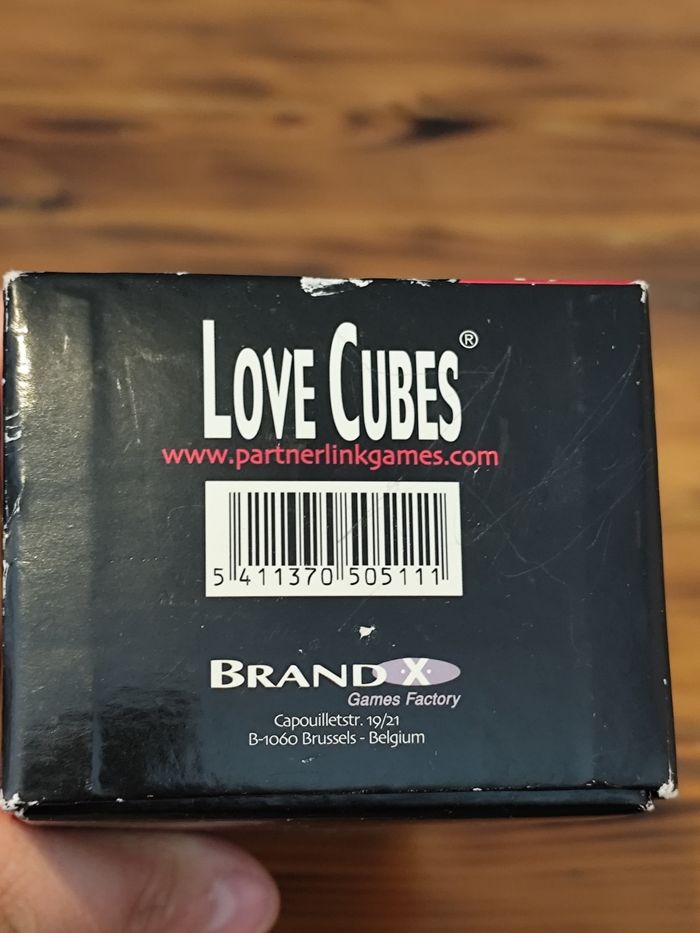 LOVE CUBES®
www.partnerlinkgames.com
5 411370 505111
BRAND X
Games Factory
Capouilletstr. 19/21
B-1060 Brussels - Belgium